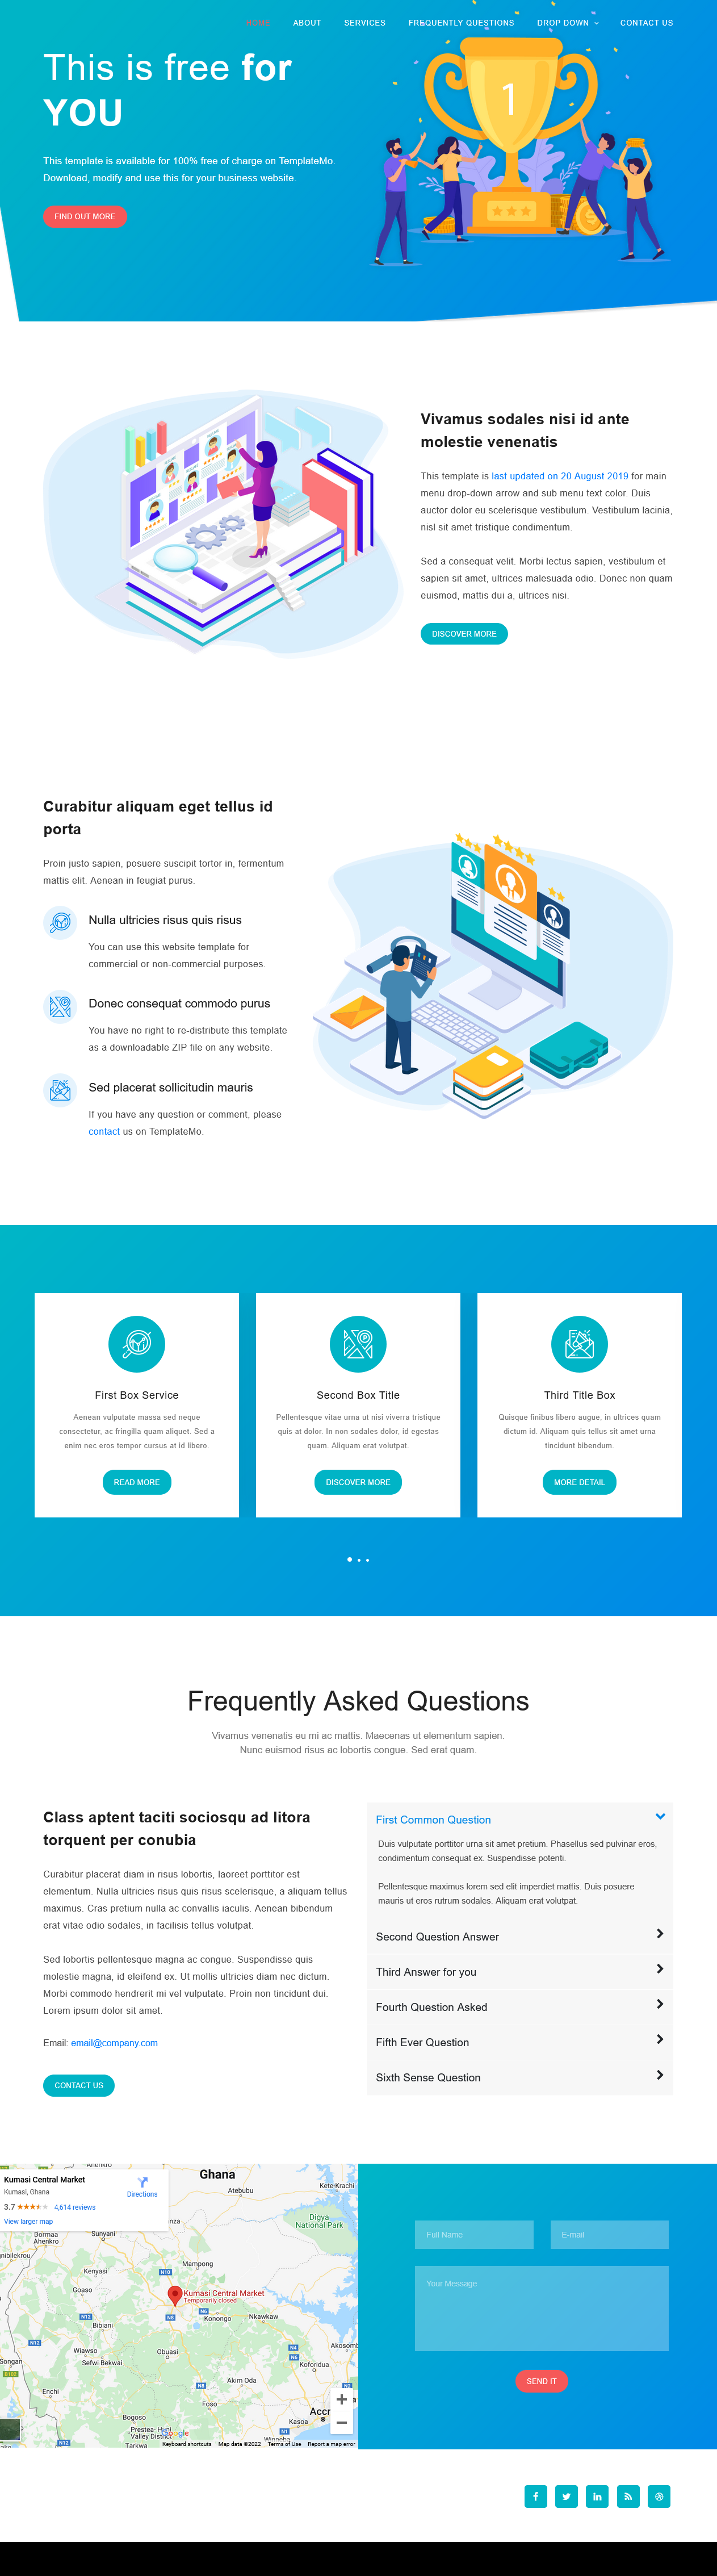 HOME ABOUT SERVICES FREQUENTLY QUESTIONS DROP DOWN CONTACT US
This is free for
YOU
This template is available for 100% free of charge on TemplateMo.
Download, modify and use this for your business website.
FIND OUT MORE
1
Vivamus sodales nisi id ante
molestie venenatis
This template is last updated on 20 August 2019 for main
menu drop-down arrow and sub menu text color. Duis
auctor dolor eu scelerisque vestibulum. Vestibulum lacinia,
nisl sit amet tristique condimentum.
Sed a consequat velit. Morbi lectus sapien, vestibulum et
sapien sit amet, ultrices malesuada odio. Donec non quam
euismod, mattis dui a, ultrices nisi.
DISCOVER MORE
Curabitur aliquam eget tellus id
porta
Proin justo sapien, posuere suscipit tortor in, fermentum
mattis elit. Aenean in feugiat purus.
Nulla ultricies risus quis risus
You can use this website template for
commercial or non-commercial purposes.
Donec consequat commodo purus
You have no right to re-distribute this template
as a downloadable ZIP file on any website.
Sed placerat sollicitudin mauris
If you have any question or comment, please
contact us on TemplateMo.
First Box Service
Aenean vulputate massa sed neque
consectetur, ac fringilla quam aliquet. Sed a
enim nec eros tempor cursus at id libero.
READ MORE
Second Box Title
Pellentesque vitae urna ut nisi viverra tristique
quis at dolor. In non sodales dolor, id egestas
quam. Aliquam erat volutpat.
DISCOVER MORE
Third Title Box
Quisque finibus libero augue, in ultrices quam
dictum id. Aliquam quis tellus sit amet urna
tincidunt bibendum.
MORE DETAIL
Frequently Asked Questions
Vivamus venenatis eu mi ac mattis. Maecenas ut elementum sapien.
Nunc euismod risus ac lobortis congue. Sed erat quam.
Class aptent taciti sociosqu ad litora
torquent per conubia
Curabitur placerat diam in risus lobortis, laoreet porttitor est
elementum. Nulla ultricies risus quis risus scelerisque, a aliquam tellus
maximus. Cras pretium nulla ac convallis iaculis. Aenean bibendum
erat vitae odio sodales, in facilisis tellus volutpat.
Sed lobortis pellentesque magna ac congue. Suspendisse quis
molestie magna, id eleifend ex. Ut mollis ultricies diam nec dictum.
Morbi commodo hendrerit mi vel vulputate. Proin non tincidunt dui.
Lorem ipsum dolor sit amet.
Email: email@company.com
CONTACT US
First Common Question
Duis vulputate porttitor urna sit amet pretium. Phasellus sed pulvinar eros,
condimentum consequat ex. Suspendisse potenti.
Pellentesque maximus lorem sed elit imperdiet mattis. Duis posuere
mauris ut eros rutrum sodales. Aliquam erat volutpat.
Second Question Answer
Third Answer for you
Fourth Question Asked
Fifth Ever Question
Sixth Sense Question
Kumasi Central Market
Kumasi, Ghana
Directions
3.7 4,614 reviews
View larger map
Ghana
Atebubu
Kete-Krachi
Digya
National Park
Dormaa
Ahenkro
Sunyani
Mampong
Kenyasi
N10
Goaso
Kumasi Central Market
Temporarily closed
N12
Bibiani
N8
N6
Konongo
Nkawkaw
Wiawso
Sefwi Bekwai
Obuasi
N4
Akosomb
Koforidua
Akim Oda
Enchi
Foso
Bogoso
Prestea-Huni
Valley District
Kasoa
N1
Tarkwa
Google
Keyboard shortcuts Map data ©2022 Terms of Use Report a map error
Full Name
E-mail
Your Message
SEND IT